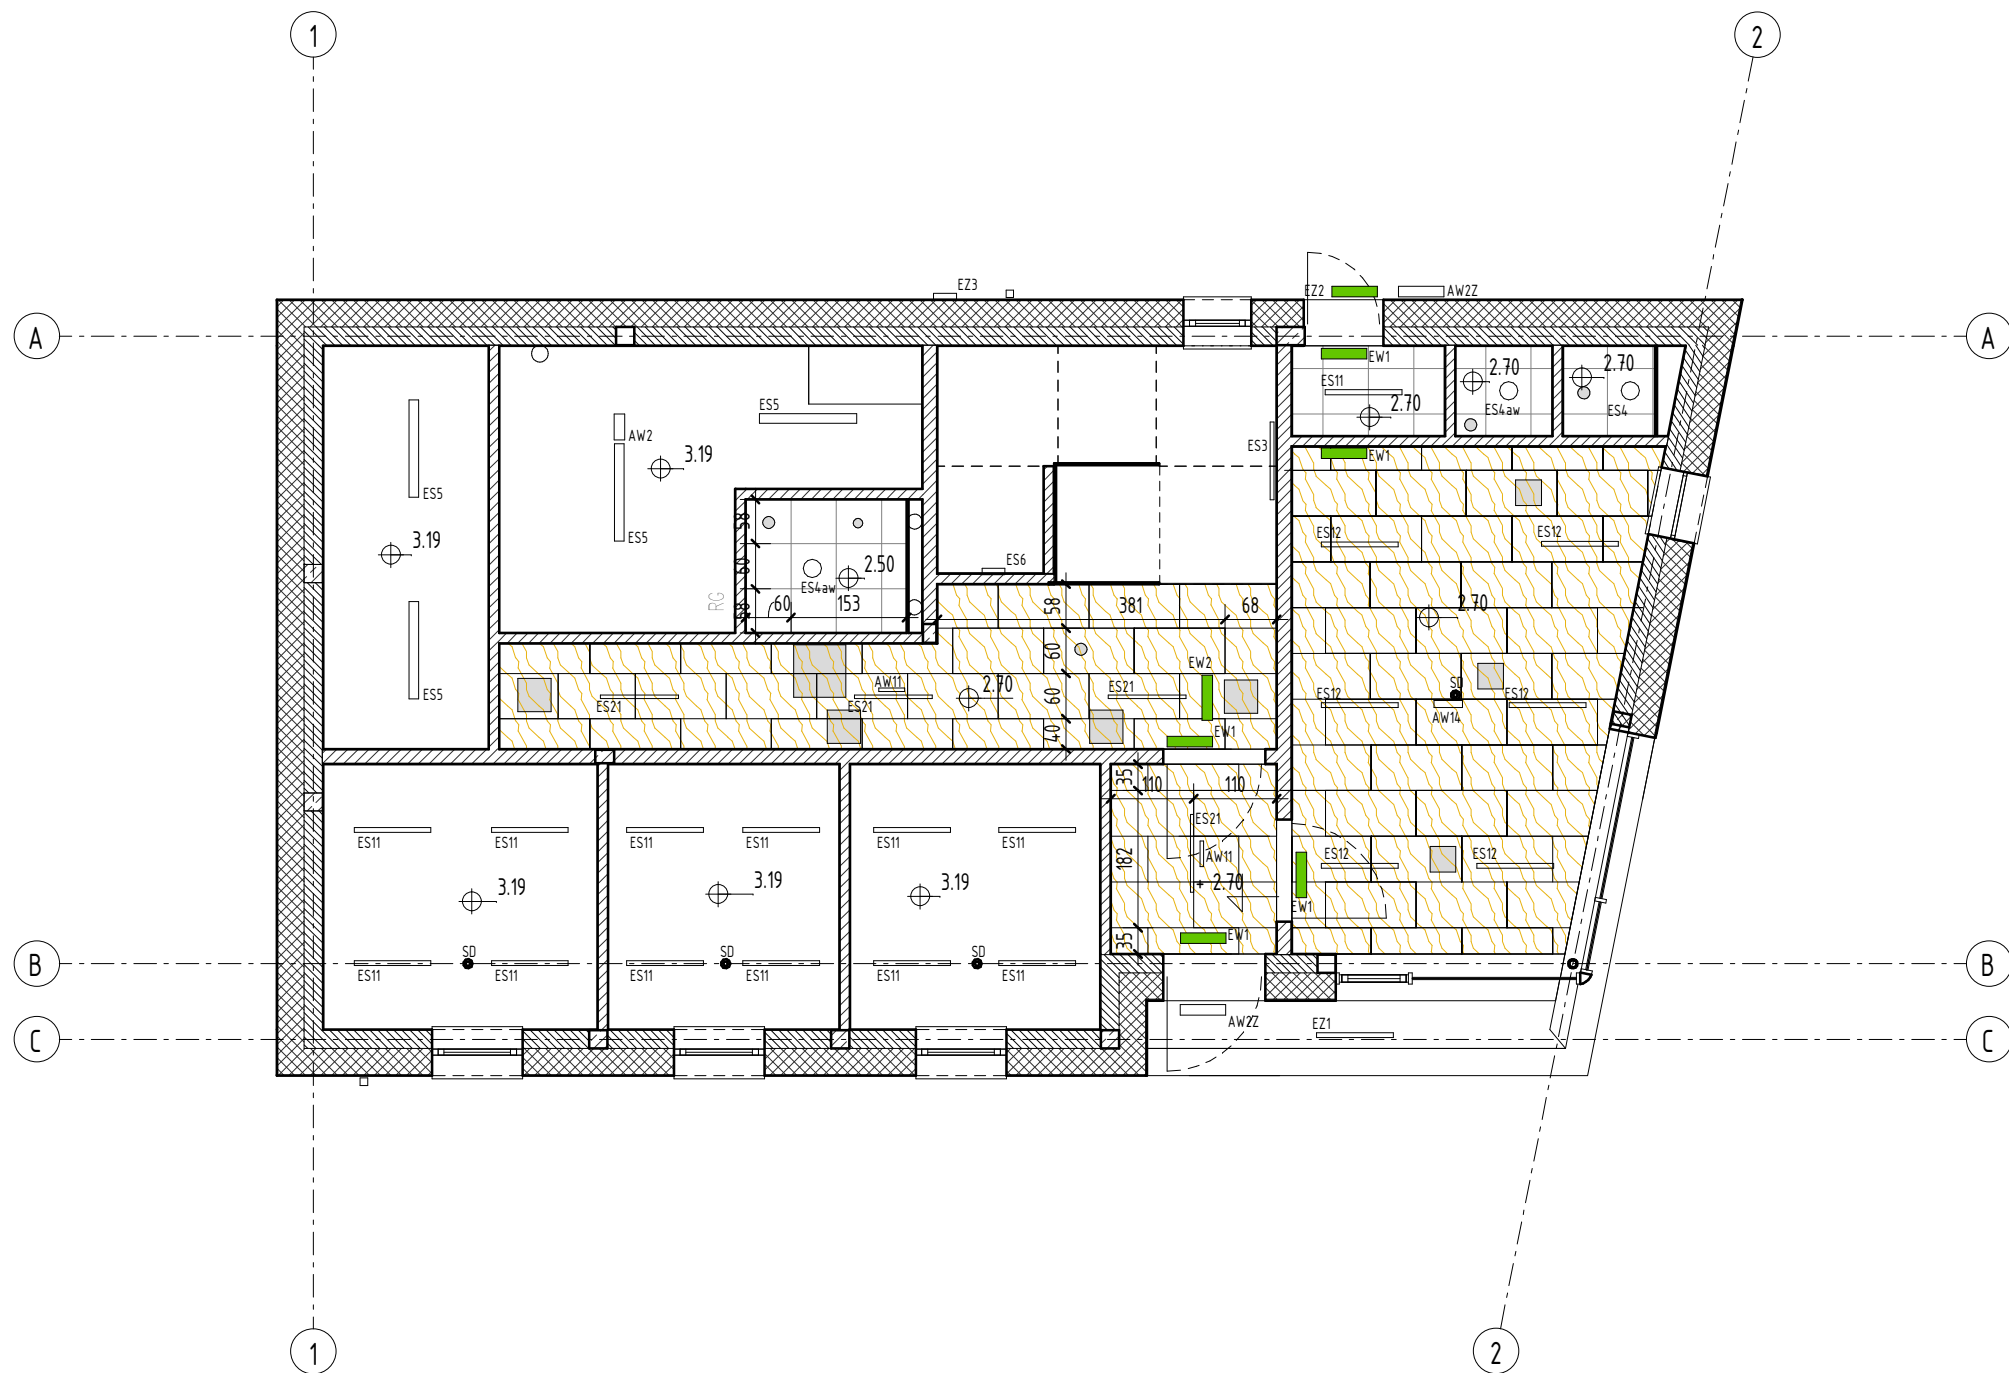 1
2
EZ3
EZ2
AW2Z
A
A
EW1
2.70
2.70
ES11
ES4aw
ES4
2.70
ES5
AW2
3.19
ES3
EW1
ES5
58
ES12
ES12
3.19
ES5
60
2.50
ES6
ES4aw
RG
58
60
153
58
381
68
2.70
60
EW2
ES5
AW11
2.70
60
ES21
SD
ES21
ES21
ES12
ES12
AW14
40
EW1
35
110
110
ES21
ES11
ES11
ES11
ES11
ES11
ES11
182
AW11
ES12
ES12
3.19
3.19
3.19
+ 2.70
EW1
35
EW1
SD
SD
SD
B
B
ES11
ES11
ES11
ES11
ES11
ES11
AW2Z
EZ1
C
C
1
2